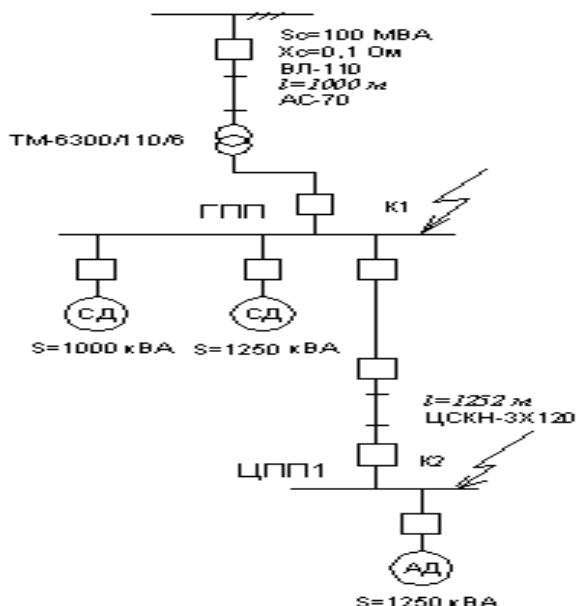 Sc=100 МВА
Xc=0,1 Ом
ВЛ-110
l=1000 м
АС-70
ТМ-6300/110/6
ГПП
К1
СД
СД
S=1000 кВА
S=1250 кВА
l=1252 м
ЦСКН-3Х120
ЦПП1
К2
АД
S=1250 кВА